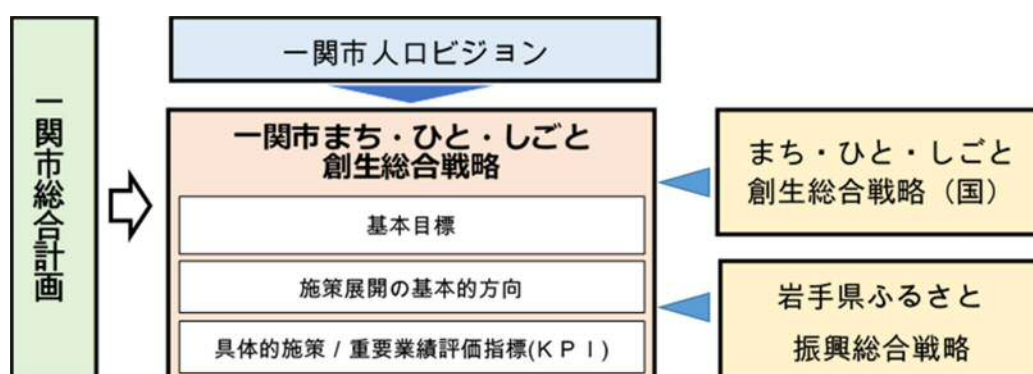 一関市総合計画
一関市人口ビジョン
一関市まち・ひと・しごと
創生総合戦略
基本目標
施策展開の基本的方向
具体的施策 / 重要業績評価指標(ＫＰＩ)
まち・ひと・しごと
創生総合戦略（国）
岩手県ふるさと
振興総合戦略